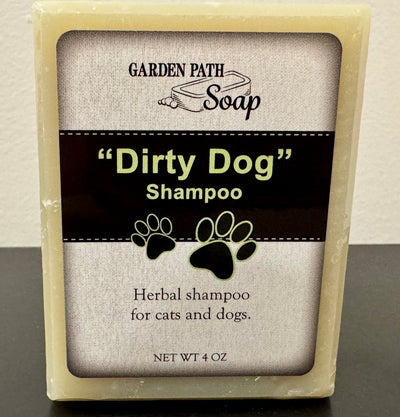 GARDEN PATH
Soap
“Dirty Dog”
Shampoo
Herbal shampoo
for cats and dogs.
NET WT 4 OZ